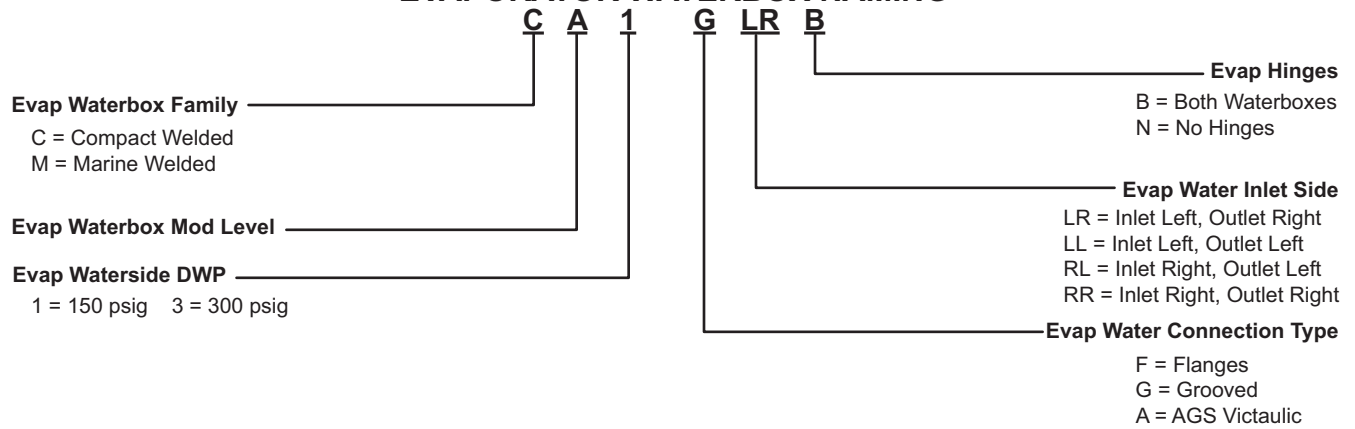 C A 1 G LR B
Evap Waterbox Family
C = Compact Welded
M = Marine Welded
Evap Waterbox Mod Level
Evap Waterside DWP
1 = 150 psig 3 = 300 psig
Evap Hinges
B = Both Waterboxes
N = No Hinges
Evap Water Inlet Side
LR = Inlet Left, Outlet Right
LL = Inlet Left, Outlet Left
RL = Inlet Right, Outlet Left
RR = Inlet Right, Outlet Right
Evap Water Connection Type
F = Flanges
G = Grooved
A = AGS Victaulic